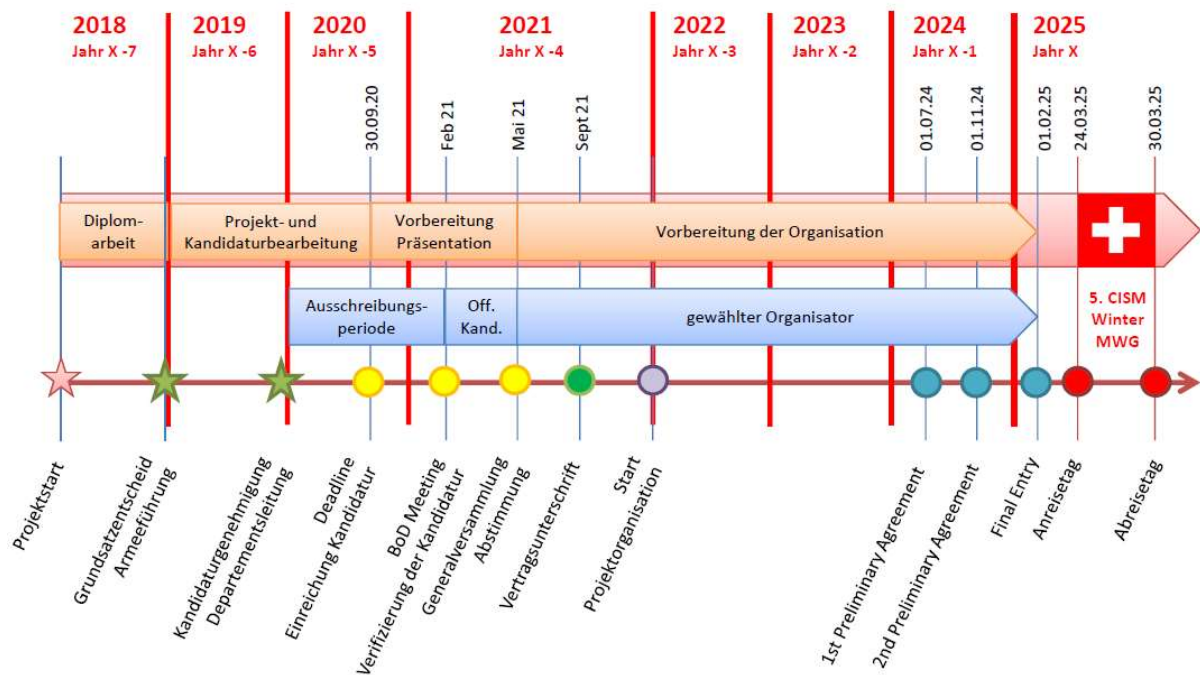 2018
Jahr X -7
2019
Jahr X -6
2020
Jahr X -5
2021
Jahr X -4
2022
Jahr X -3
2023
Jahr X -2
2024
Jahr X -1
2025
Jahr X
30.09.20
Feb 21
Mai 21
Sept 21
01.07.24
01.11.24
01.02.25
24.03.25
30.03.25
Diplom-
arbeit
Projekt- und
Kandidaturbearbeitung
Vorbereitung
Präsentation
Vorbereitung der Organisation
Ausschreibungs-
periode
Off.
Kand.
gewählter Organisator
5. CISM
Winter
MWG
Projektstart
Grundsatzentscheid
Armeeführung
Kandidaturgenehmigung
Departementsleitung
Deadline
Einreichung Kandidatur
BoD Meeting
Verifizierung der Kandidatur
Generalversammlung
Abstimmung
Vertragsunterschrift
Start
Projektorganisation
1st Preliminary Agreement
2nd Preliminary Agreement
Final Entry
Anreisetag
Abreisetag